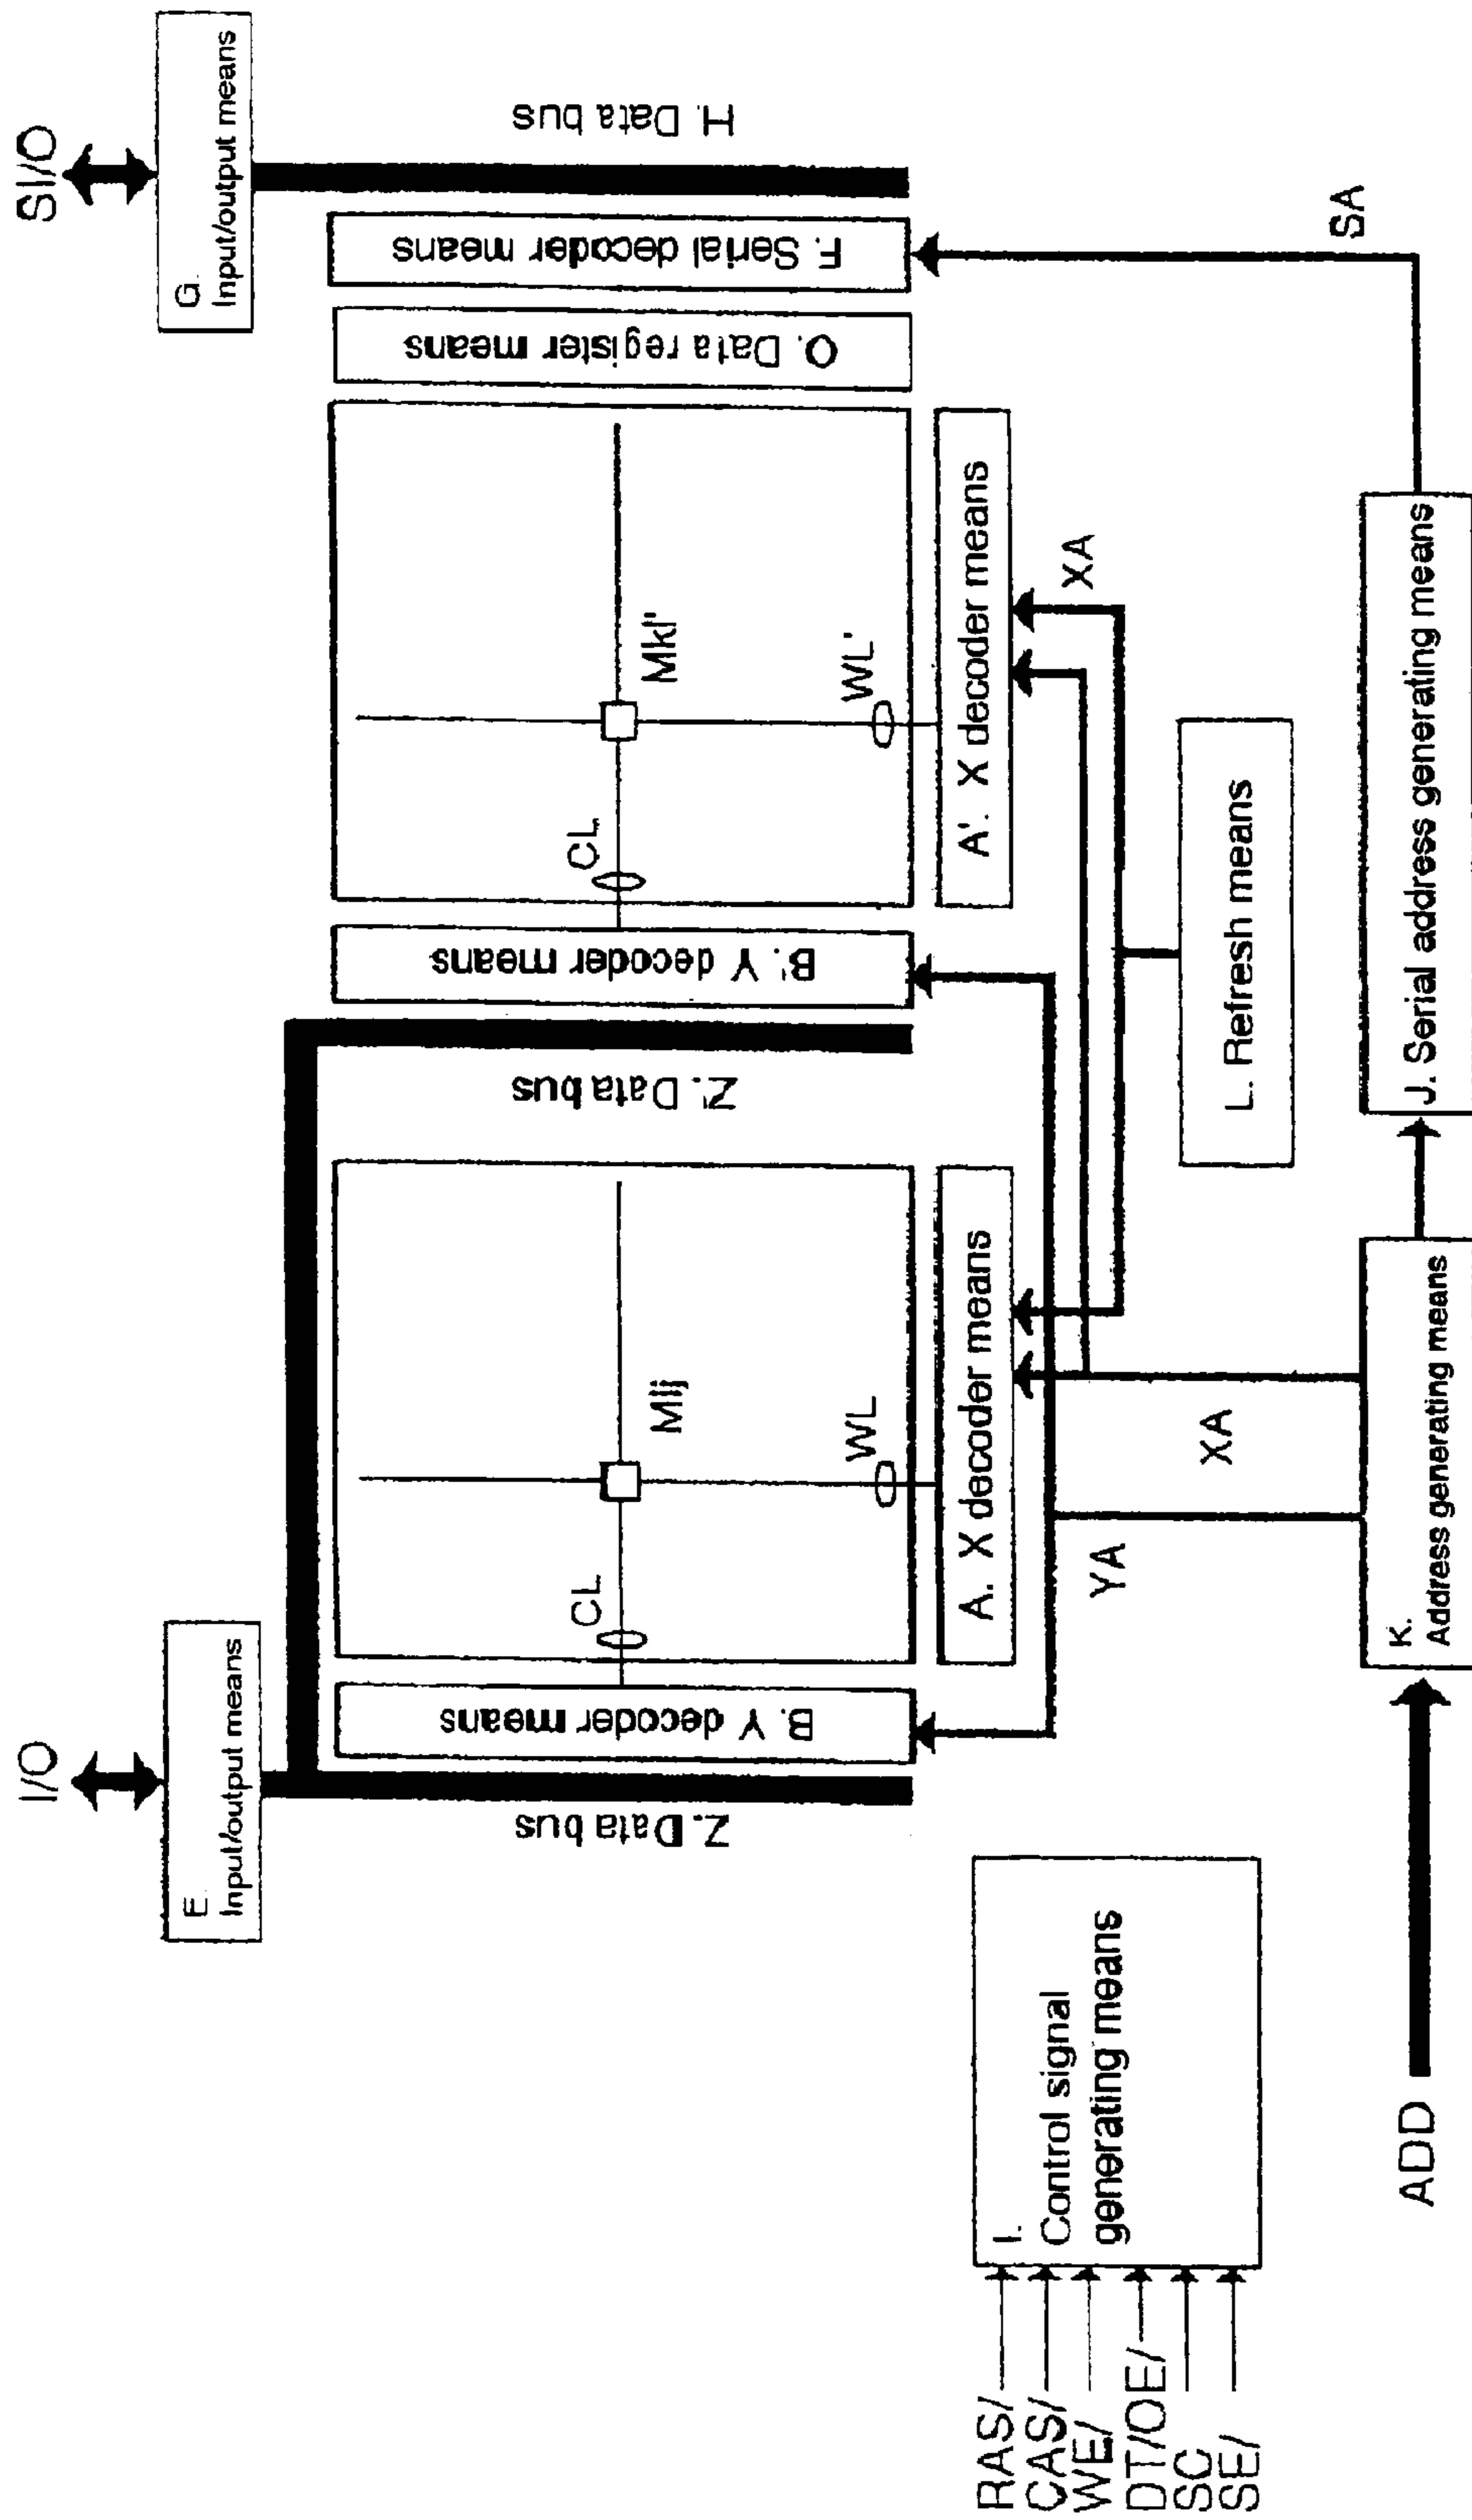 I/O
SI/O
E.
Input/output means
G.
Input/output means
Z. Data bus
B. Y decoder means
CL
Mij
WL
A. X decoder means
Z'. Data bus
B'. Y decoder means
CL
Mkl'
WL'
A'. X decoder means
O. Data register means
F. Serial decoder means
H. Data bus
RAS/
CAS/
WE/
DT/OE/
SC
SE/
I.
Control signal
generating means
YA
XA
XA
L. Refresh means
SA
ADD
K.
Address generating means
J. Serial address generating means